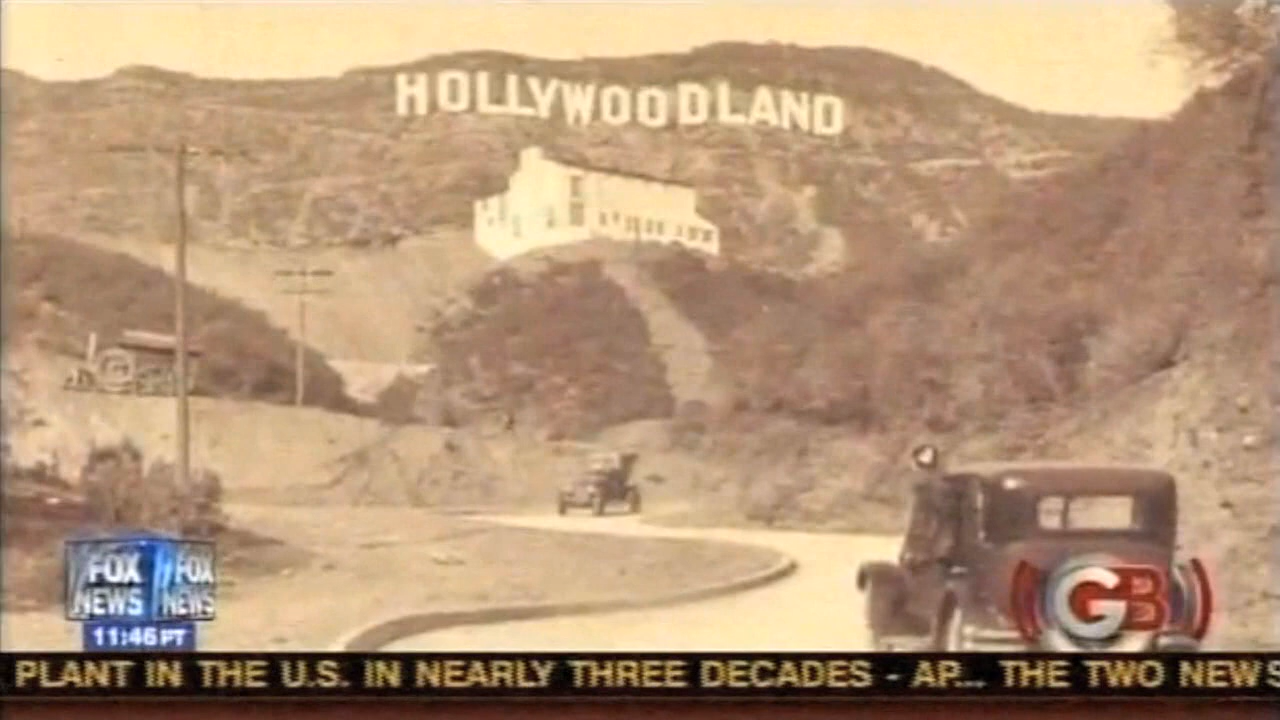 HOLLYWOODLAND
FOX NEWS
FOX NEWS
11:46 PT
GB
PLANT IN THE U.S. IN NEARLY THREE DECADES - AP... THE TWO NEWS